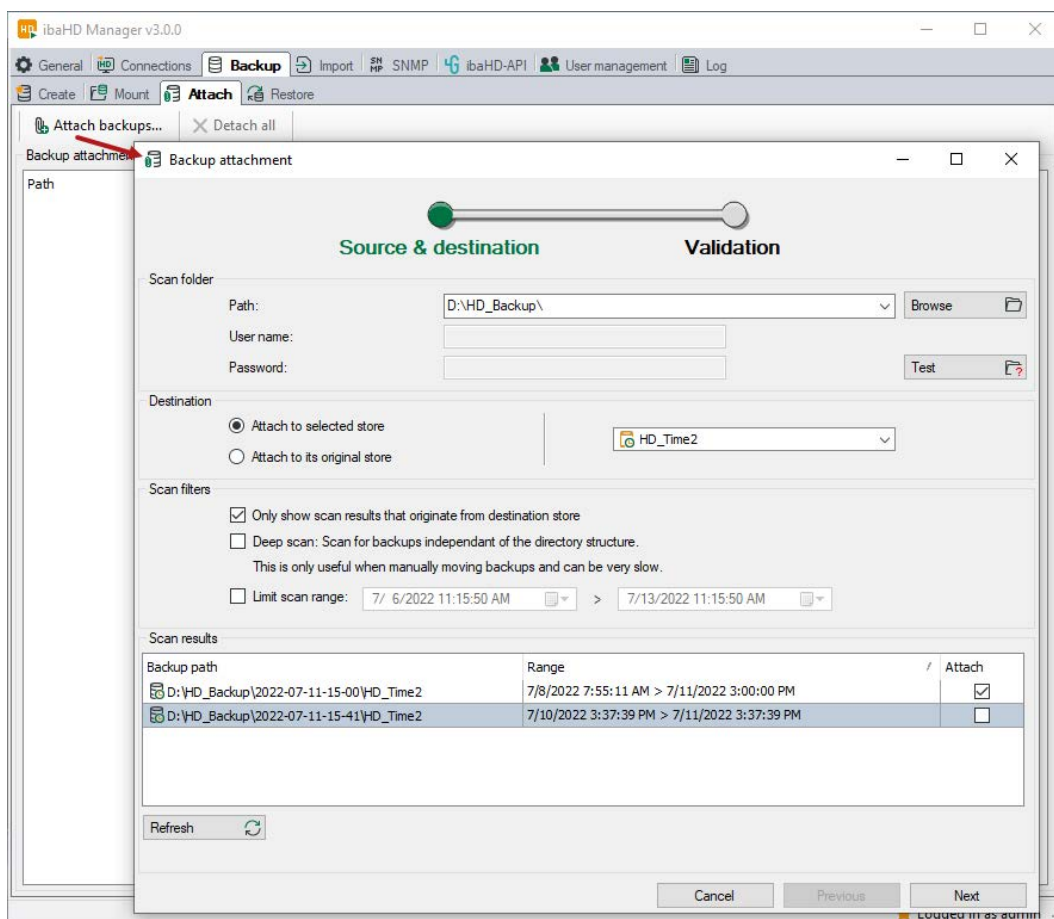 HD ibaHD Manager v3.0.0
General Connections Backup Import SNMP ibaHD-API User management Log
Create Mount Attach Restore
Attach backups... Detach all
Backup attachment
Path
Backup attachment
Source & destination Validation
Scan folder
Path: D:\HD_Backup\ Browse
User name:
Password: Test
Destination
Attach to selected store HD_Time2
Attach to its original store
Scan filters
Only show scan results that originate from destination store
Deep scan: Scan for backups independant of the directory structure.
This is only useful when manually moving backups and can be very slow.
Limit scan range: 7/ 6/2022 11:15:50 AM > 7/13/2022 11:15:50 AM
Scan results
Backup path Range / Attach
D:\HD_Backup\2022-07-11-15-00\HD_Time2 7/8/2022 7:55:11 AM > 7/11/2022 3:00:00 PM
D:\HD_Backup\2022-07-11-15-41\HD_Time2 7/10/2022 3:37:39 PM > 7/11/2022 3:37:39 PM
Refresh
Cancel Previous Next
Logged in as admin